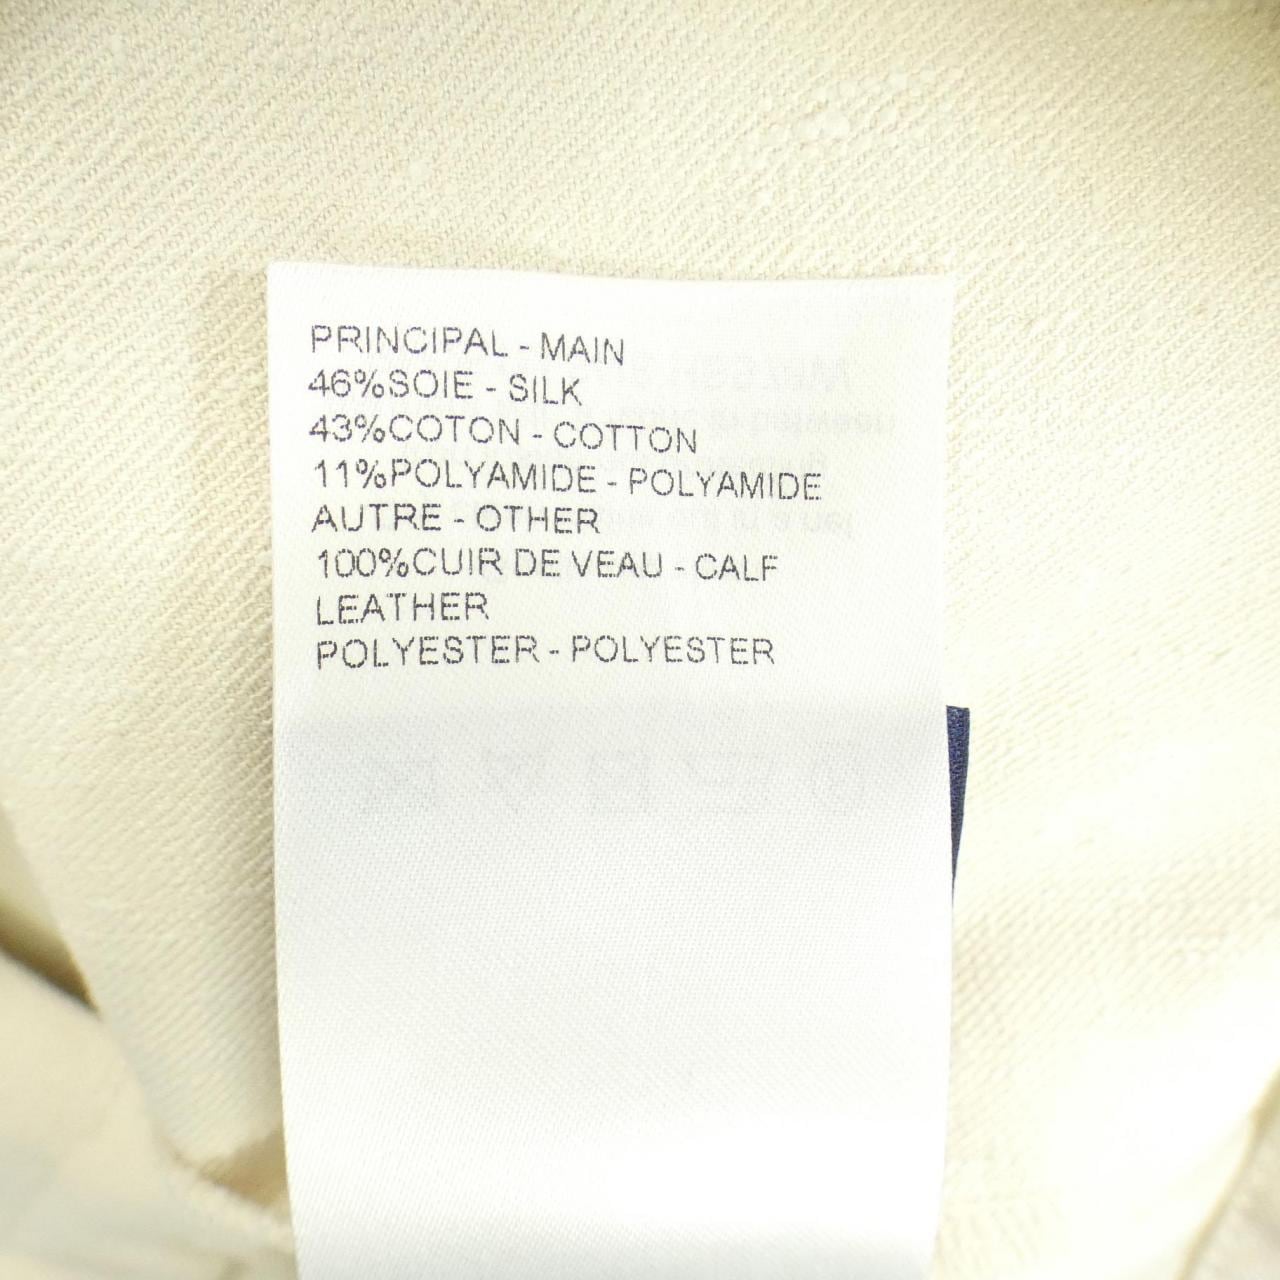 PRINCIPAL - MAIN
46%SOIE - SILK
43%COTON - COTTON
11%POLYAMIDE - POLYAMIDE
AUTRE - OTHER
100%CUIR DE VEAU - CALF
LEATHER
POLYESTER - POLYESTER